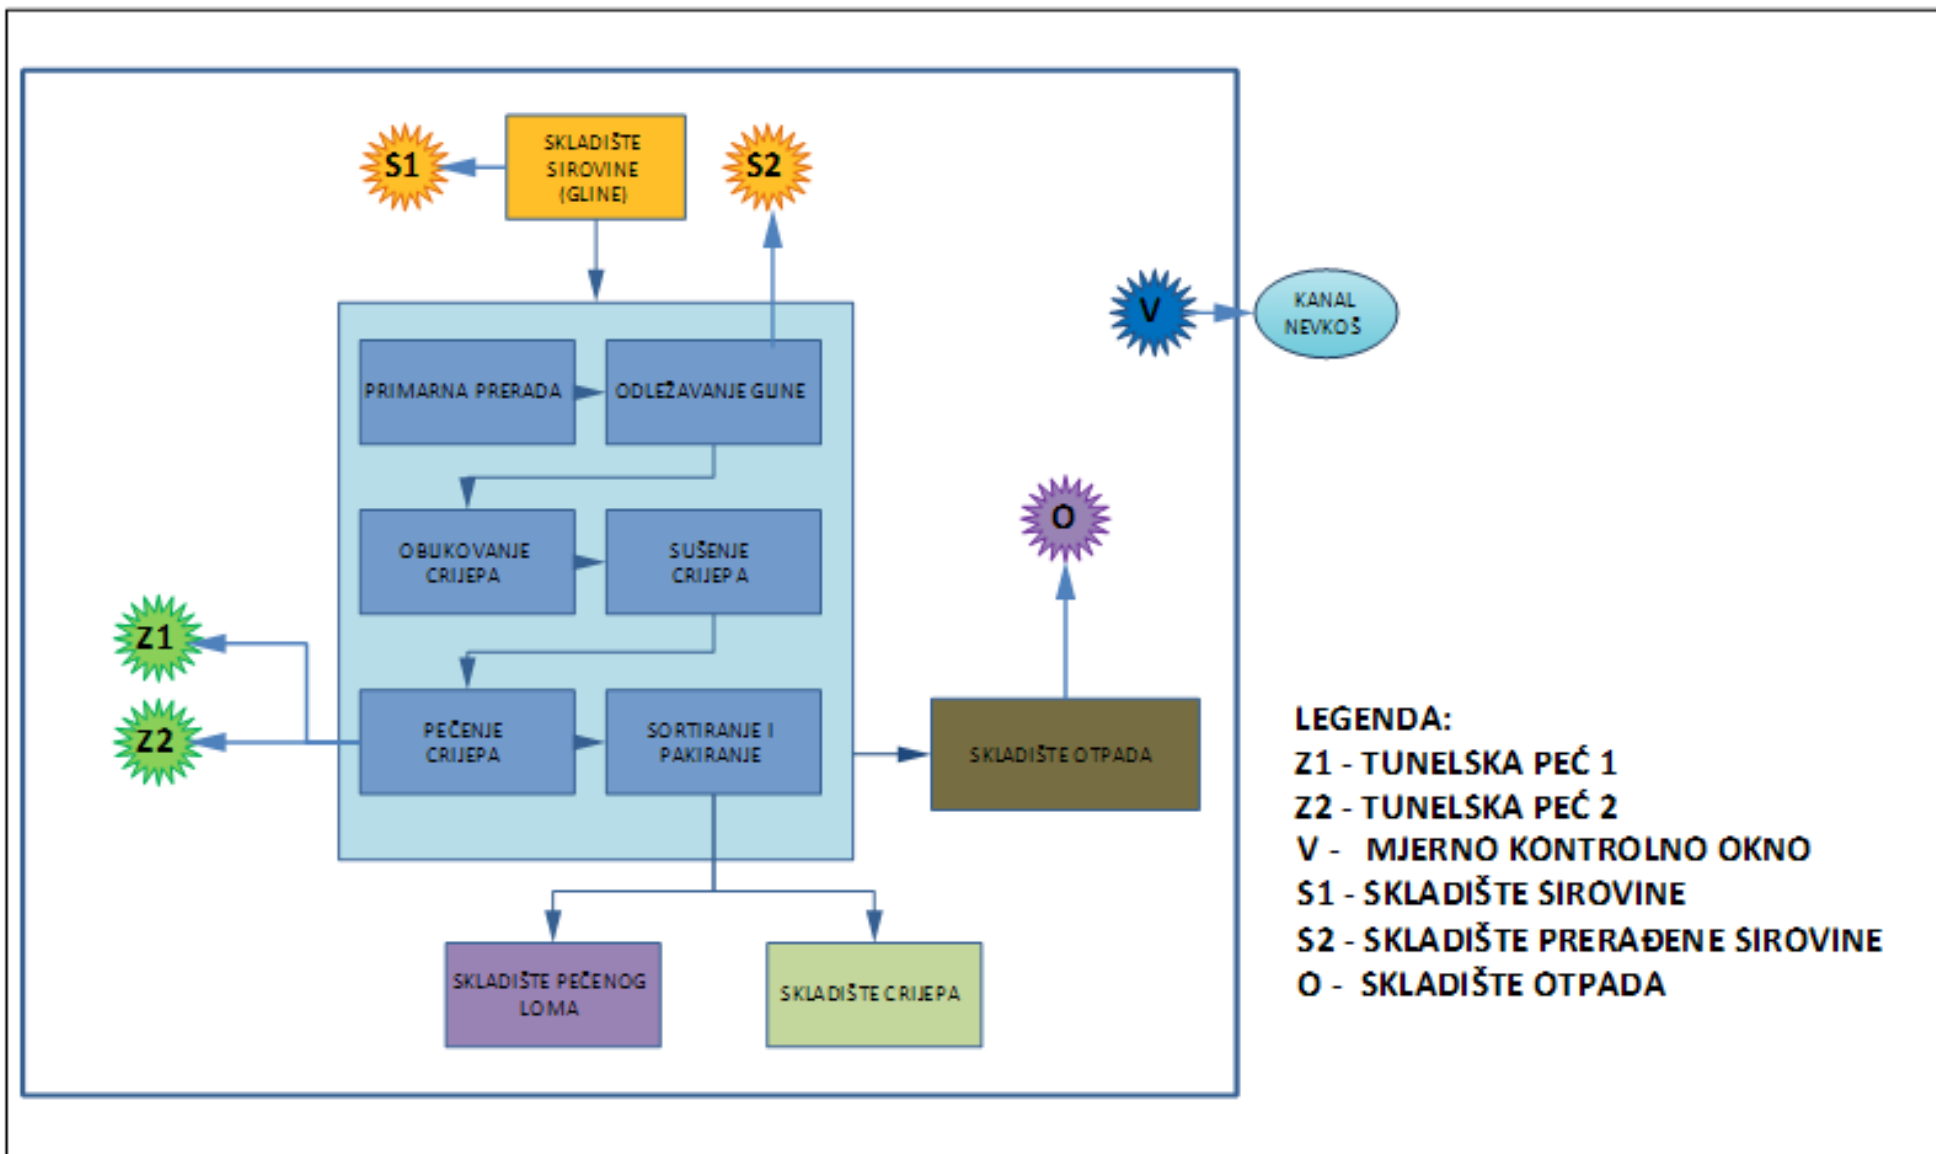 S1
SKLADIŠTE
SIROVINE
(GLINE)
S2
V
KANAL
NEVKOŠ
PRIMARNA PRERADA
ODLEŽAVANJE GLINE
O
OBLIKOVANJE
CRIJEPA
SUŠENJE
CRIJEPA
Z1
Z2
PEČENJE
CRIJEPA
SORTIRANJE I
PAKIRANJE
SKLADIŠTE OTPADA
SKLADIŠTE PEČENOG
LOMA
SKLADIŠTE CRIJEPA
LEGENDA:
Z1 - TUNELSKA PEĆ 1
Z2 - TUNELSKA PEĆ 2
V - MJERNO KONTROLNO OKNO
S1 - SKLADIŠTE SIROVINE
S2 - SKLADIŠTE PRERAĐENE SIROVINE
O - SKLADIŠTE OTPADA